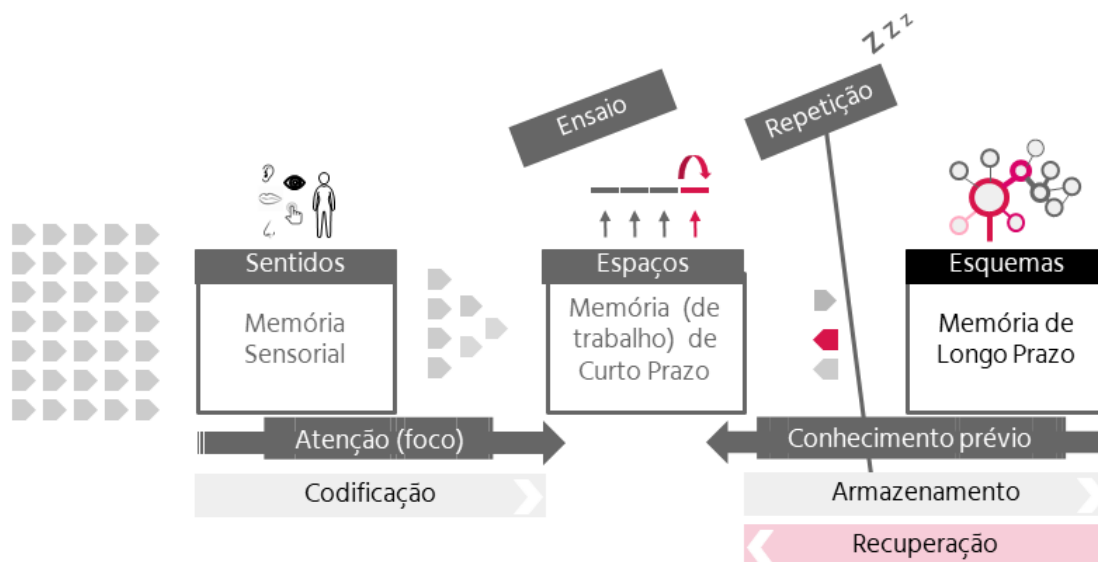 z z z
Ensaio
Repetição
Sentidos
Memória
Sensorial
Espaços
Memória (de
trabalho) de
Curto Prazo
Esquemas
Memória de
Longo Prazo
Atenção (foco)
Conhecimento prévio
Codificação
Armazenamento
Recuperação